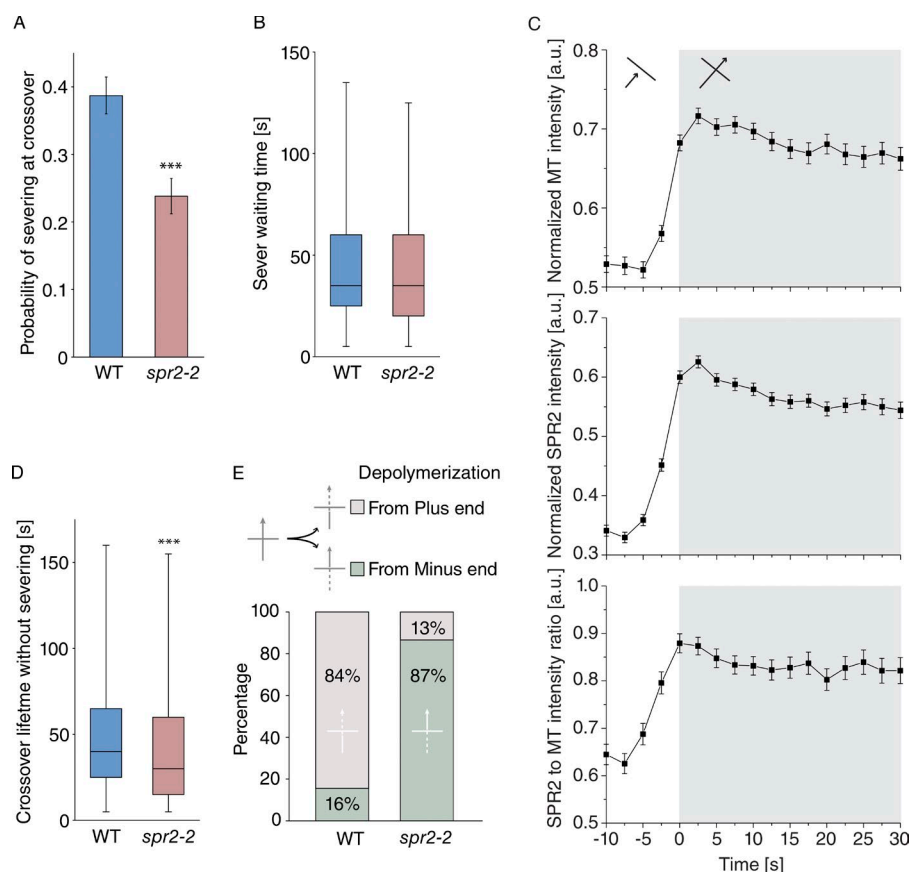 A
Probability of severing at crossover
0.4
0.3
0.2
0.1
0
***
WT
spr2-2
B
Sever waiting time [s]
150
100
50
0
WT
spr2-2
C
Normalized MT intensity [a.u.]
0.8
0.7
0.6
0.5
Normalized SPR2 intensity [a.u.]
0.7
0.6
0.5
0.4
0.3
SPR2 to MT intensity ratio [a.u.]
1.0
0.9
0.8
0.7
0.6
0.5
-10 -5 0 5 10 15 20 25 30
Time [s]
D
Crossover lifetme without severing [s]
150
100
50
0
***
WT
spr2-2
E
Depolymerization
From Plus end
From Minus end
Percentage
100
80
60
40
20
0
84%
16%
13%
87%
WT
spr2-2